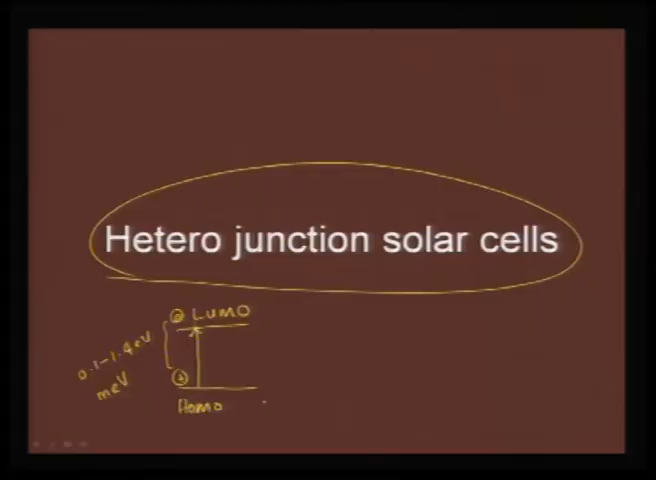 Hetero junction solar cells
LUMO
0.1-1.4eV
meV
+
Homo